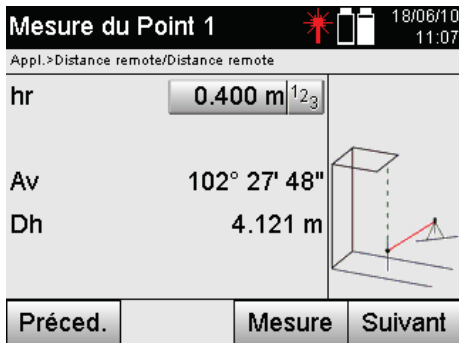 Mesure du Point 1
18/06/10
11:07
Appl.>Distance remote/Distance remote
hr 0.400 m 123
Av 102° 27' 48"
Dh 4.121 m
Préced. Mesure Suivant